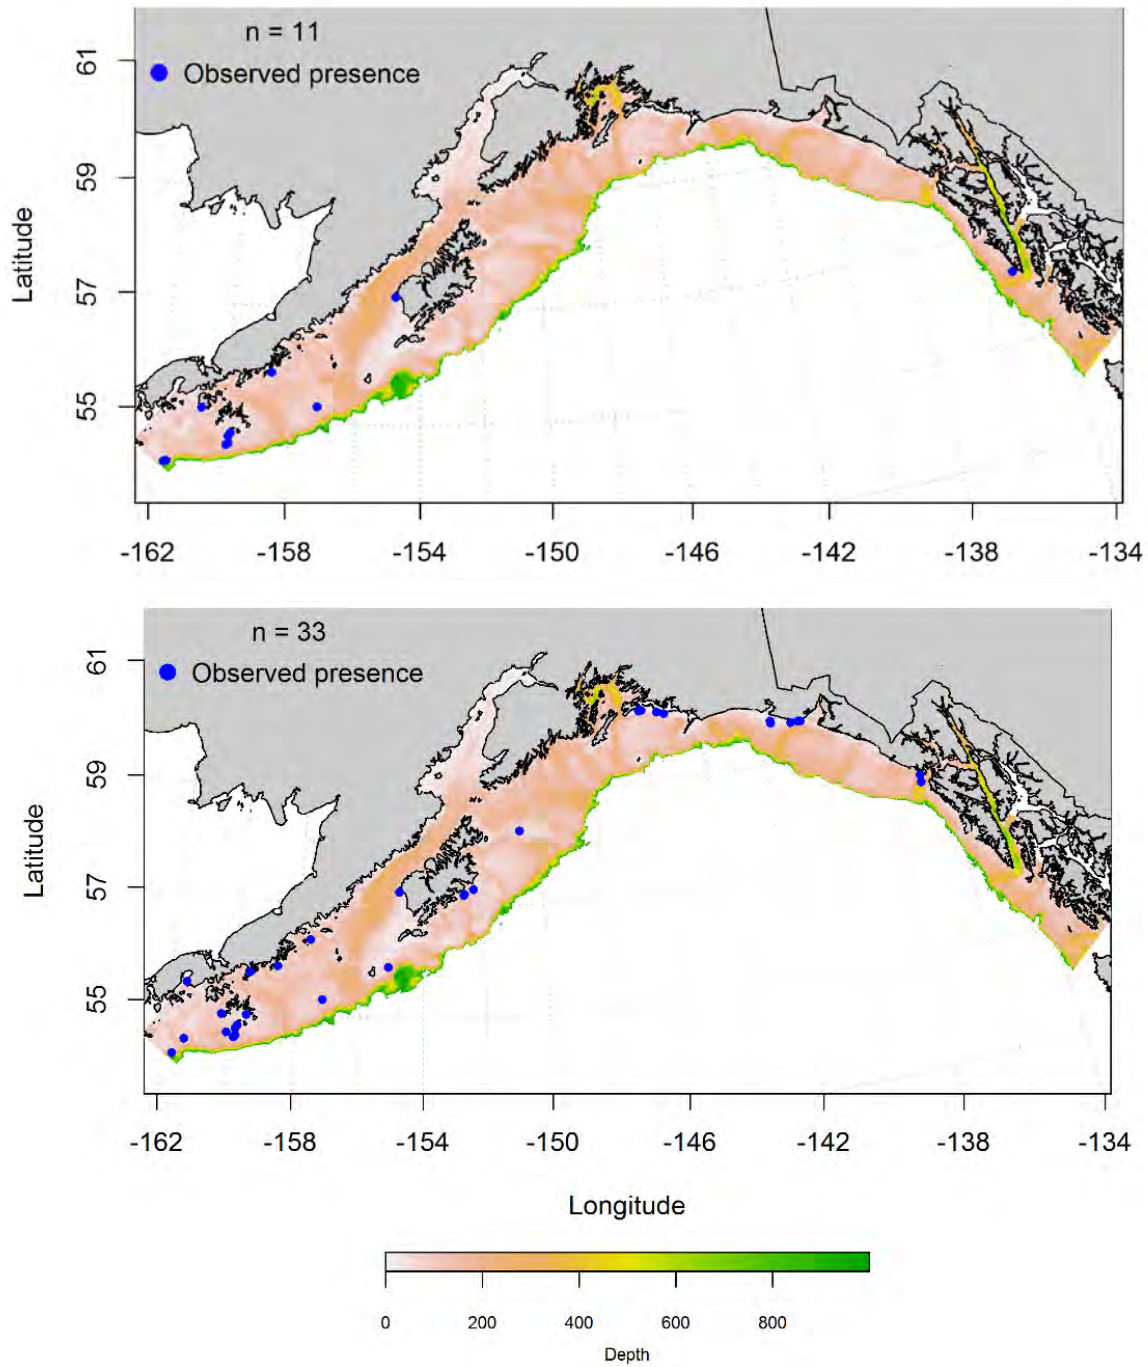 n = 11
Observed presence
61
59
57
55
Latitude
-162 -158 -154 -150 -146 -142 -138 -134
n = 33
Observed presence
61
59
57
55
Latitude
-162 -158 -154 -150 -146 -142 -138 -134
Longitude
0 200 400 600 800
Depth